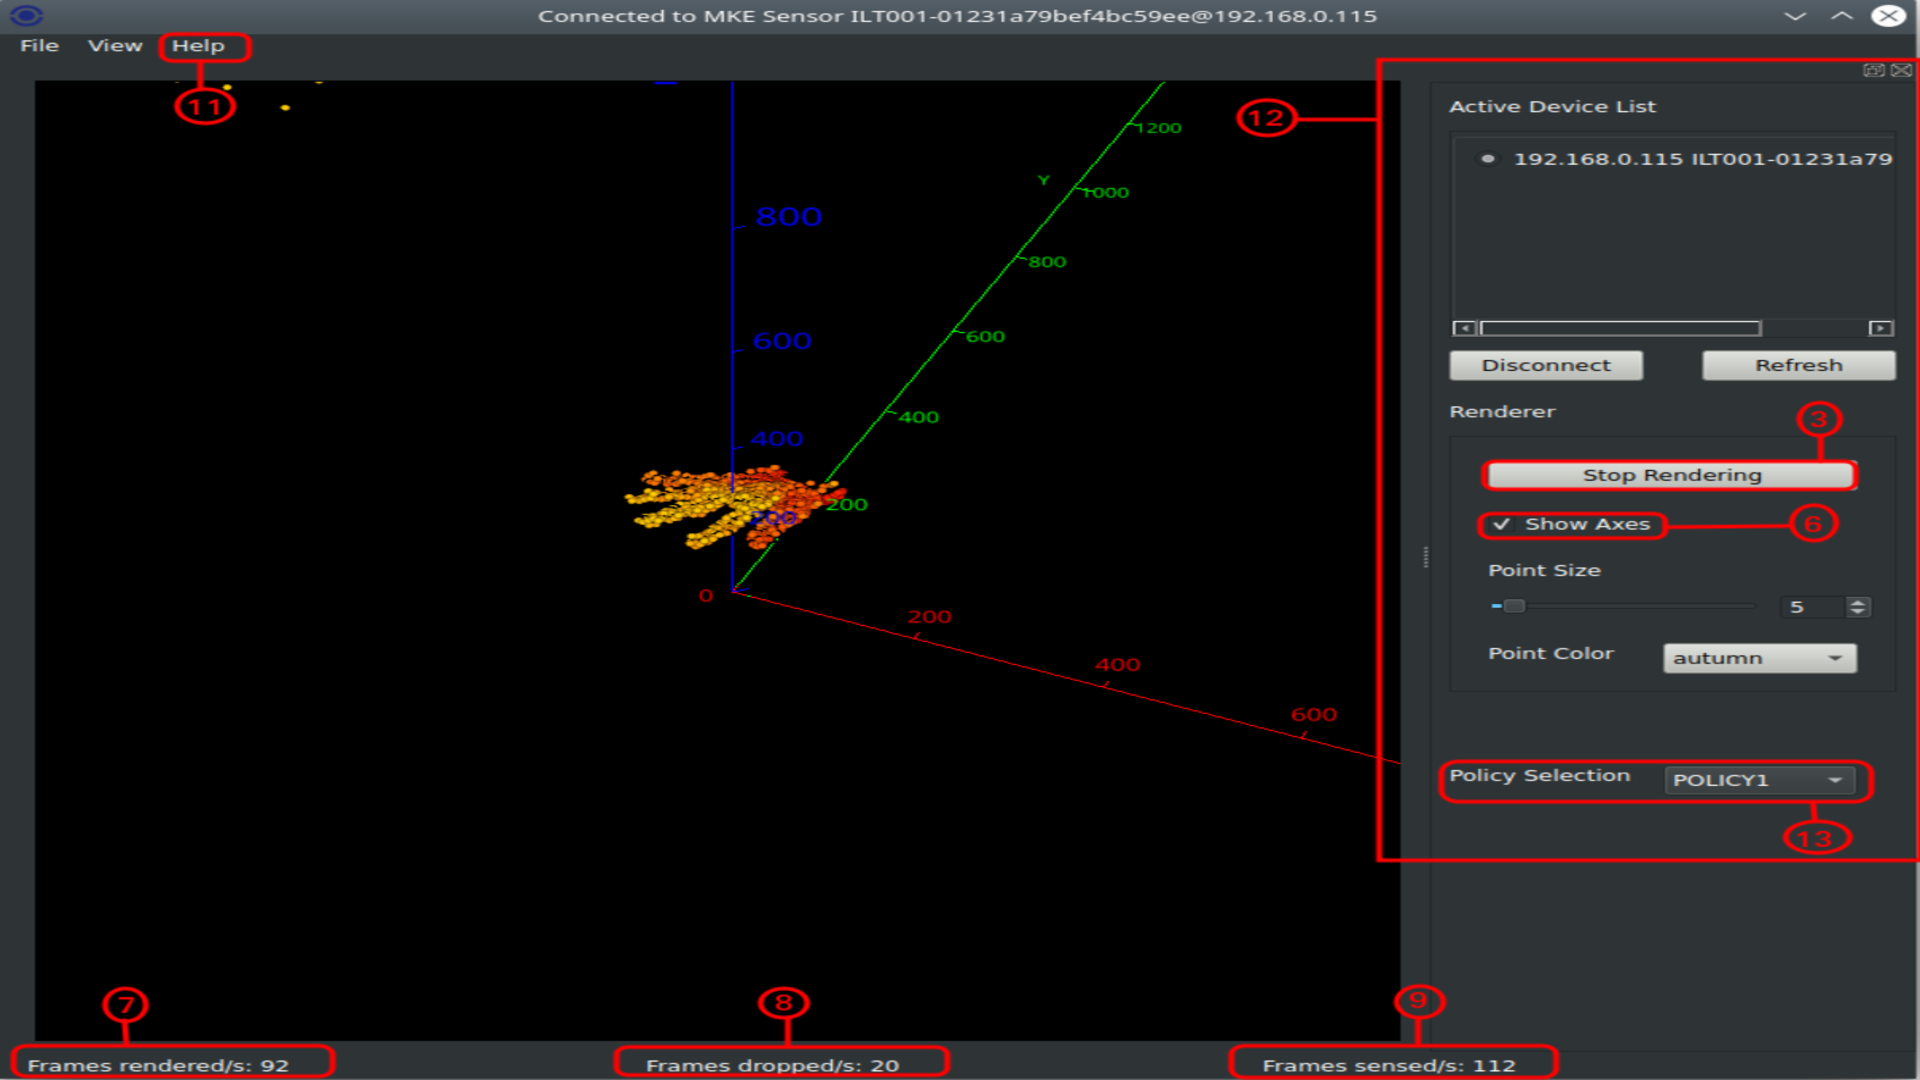 Connected to MKE Sensor ILT001-01231a79bef4bc59ee@192.168.0.115
File View Help
11
12
Y
1200
1000
800
600
400
200
800
600
400
200
0
200
400
600
Active Device List
192.168.0.115 ILT001-01231a79
Disconnect Refresh
Renderer
3
Stop Rendering
Show Axes
6
Point Size
5
Point Color autumn
Policy Selection POLICY1
13
7
8
9
Frames rendered/s: 92
Frames dropped/s: 20
Frames sensed/s: 112